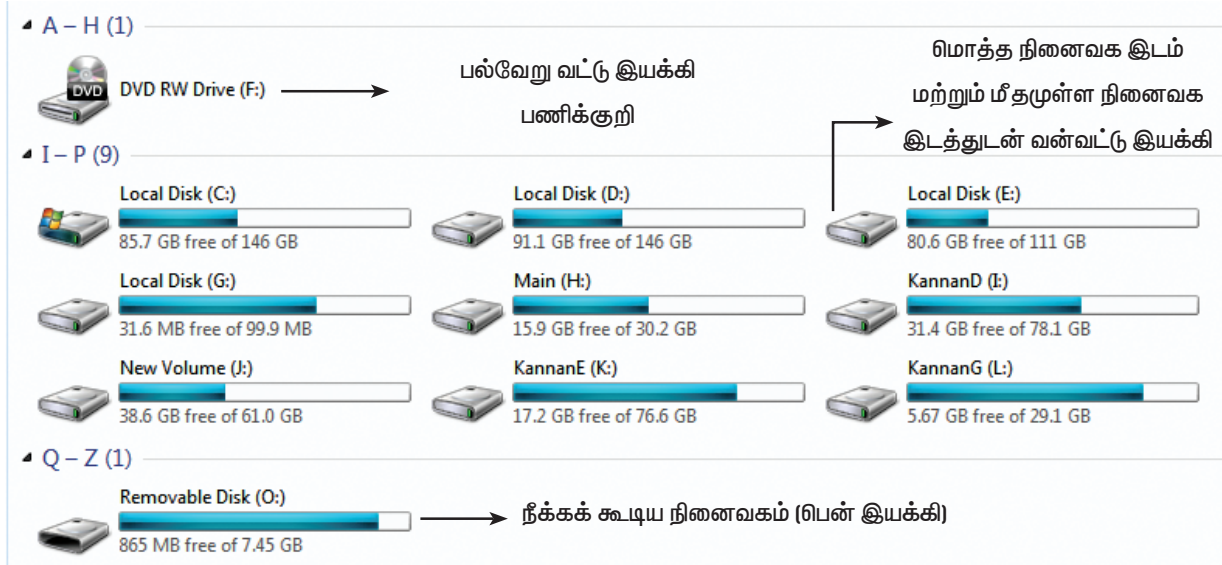 A – H (1)
DVD
DVD RW Drive (F:)
பல்வேறு வட்டு இயக்கி
பணிக்குறி
மொத்த நினைவக இடம்
மற்றும் மீதமுள்ள நினைவக
இடத்துடன் வன்வட்டு இயக்கி
I – P (9)
Local Disk (C:)
85.7 GB free of 146 GB
Local Disk (D:)
91.1 GB free of 146 GB
Local Disk (E:)
80.6 GB free of 111 GB
Local Disk (G:)
31.6 MB free of 99.9 MB
Main (H:)
15.9 GB free of 30.2 GB
KannanD (I:)
31.4 GB free of 78.1 GB
New Volume (J:)
38.6 GB free of 61.0 GB
KannanE (K:)
17.2 GB free of 76.6 GB
KannanG (L:)
5.67 GB free of 29.1 GB
Q – Z (1)
Removable Disk (O:)
865 MB free of 7.45 GB
நீக்கக் கூடிய நினைவகம் (பென் இயக்கி)